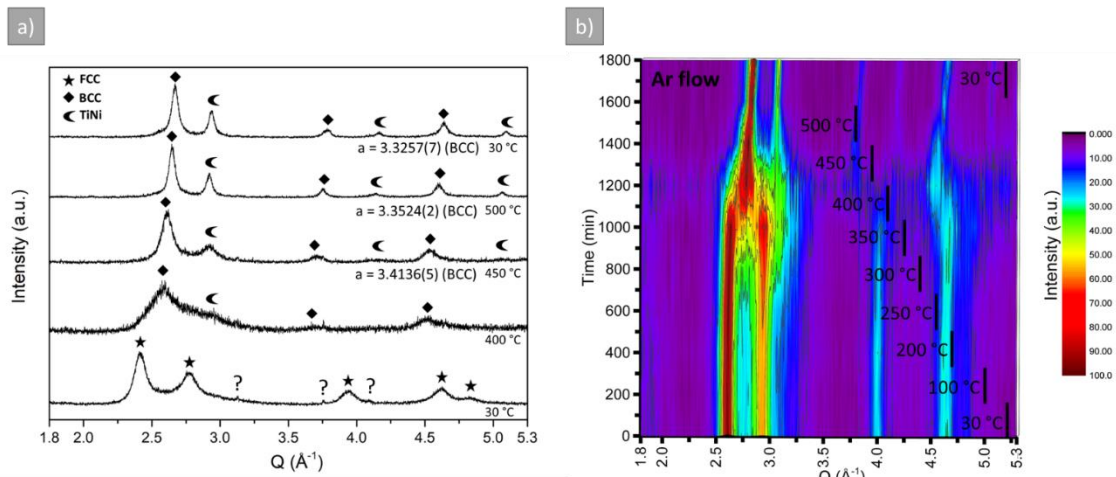 a)
FCC
BCC
TiNi
a = 3.3257(7) (BCC) 30 °C
a = 3.3524(2) (BCC) 500 °C
a = 3.4136(5) (BCC) 450 °C
400 °C
? ? ?
30 °C
Intensity (a.u.)
1.8 2.0 2.5 3.0 3.5 4.0 4.5 5.0 5.3
Q (Å⁻¹)
b)
Ar flow
1800
1600
1400
1200
1000
800
600
400
200
0
Time (min)
30 °C
500 °C
450 °C
400 °C
350 °C
300 °C
250 °C
200 °C
100 °C
30 °C
1.8 2.0 2.5 3.0 3.5 4.0 4.5 5.0 5.3
Intensity (a.u.)
0.000
10.00
20.00
30.00
40.00
50.00
60.00
70.00
80.00
90.00
100.0